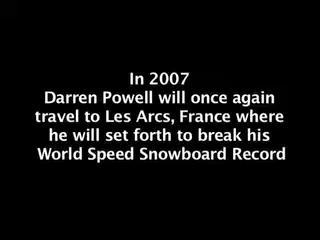 In 2007
Darren Powell will once again
travel to Les Arcs, France where
he will set forth to break his
World Speed Snowboard Record